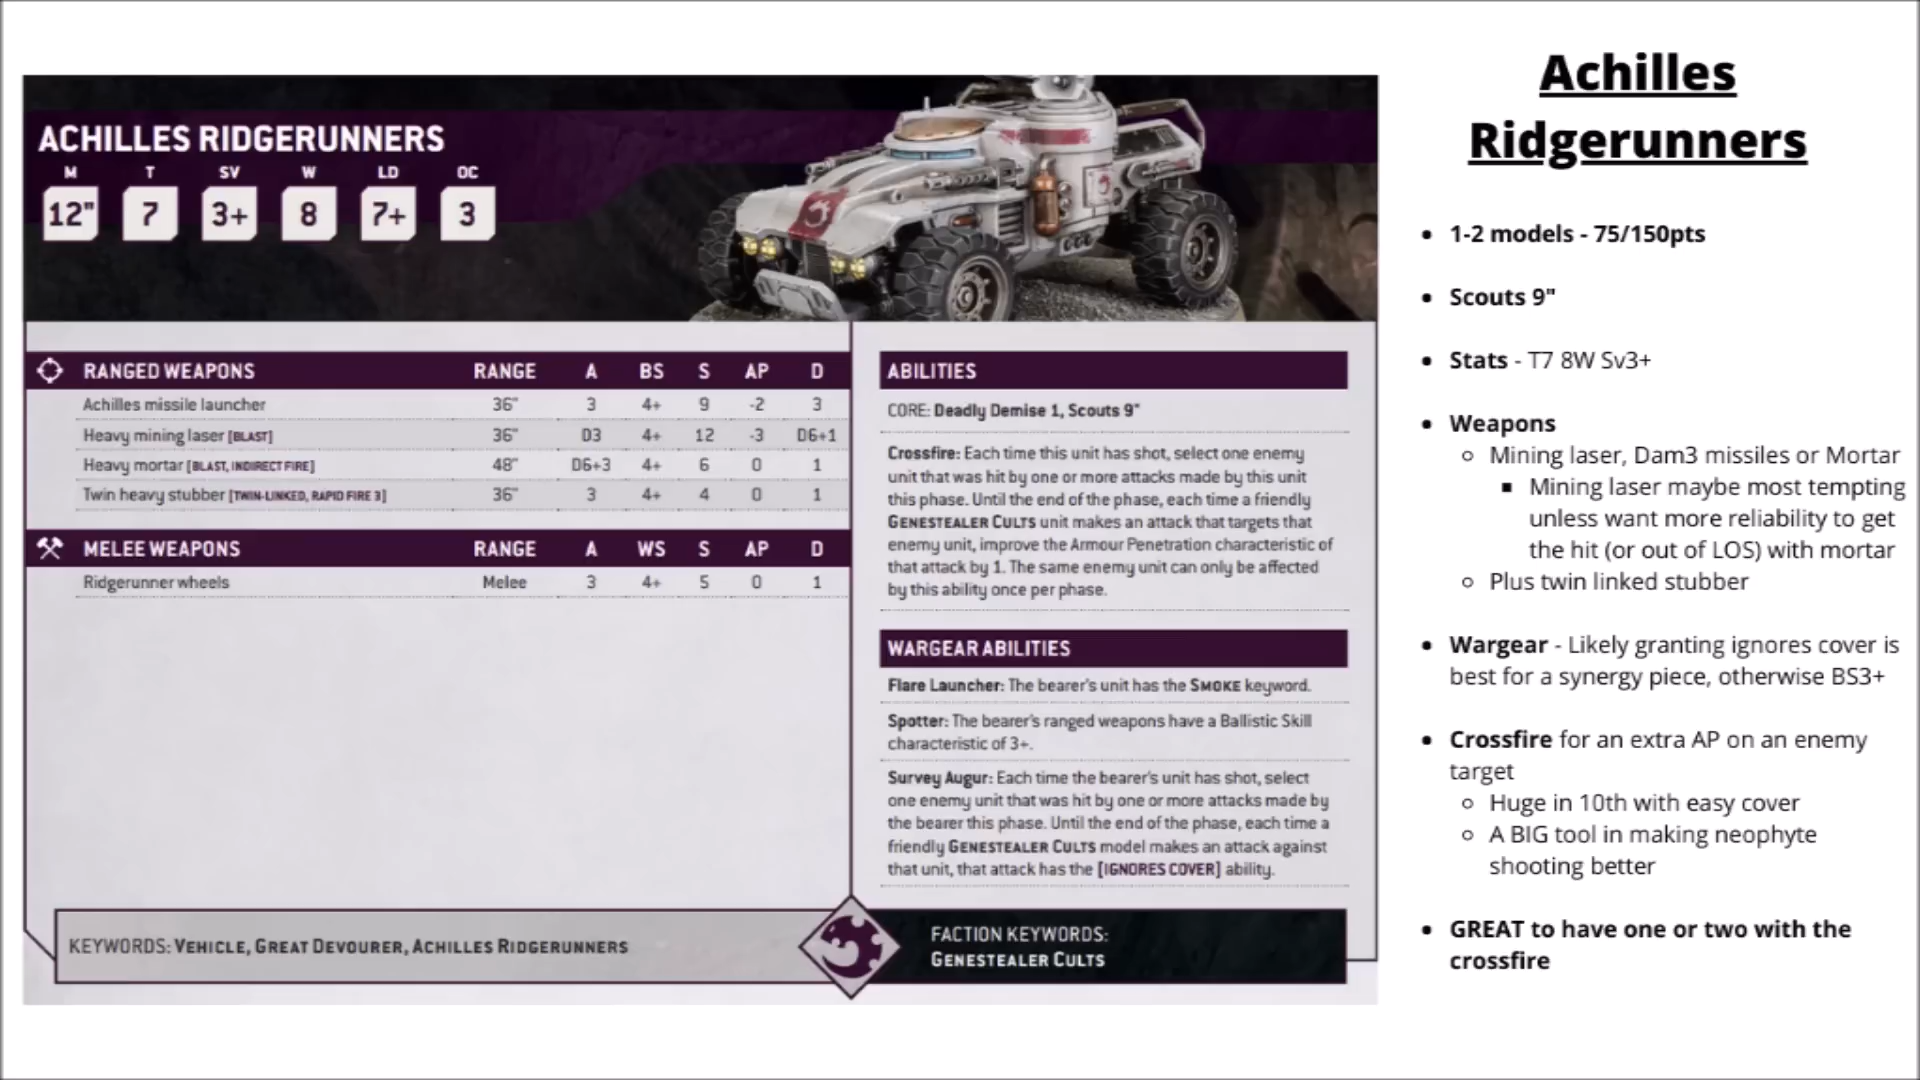 ACHILLES RIDGERUNNERS
M T SV W LD OC
12" 7 3+ 8 7+ 3
RANGED WEAPONS RANGE A BS S AP D
Achilles missile launcher 36" 3 4+ 9 -2 3
Heavy mining laser [BLAST] 36" D3 4+ 12 -3 D6+1
Heavy mortar [BLAST, INDIRECT FIRE] 48" D6+3 4+ 6 0 1
Twin heavy stubber [TWIN-LINKED, RAPID FIRE 3] 36" 3 4+ 4 0 1
MELEE WEAPONS RANGE A WS S AP D
Ridgerunner wheels Melee 3 4+ 5 0 1
ABILITIES
CORE: Deadly Demise 1, Scouts 9"
Crossfire: Each time this unit has shot, select one enemy
unit that was hit by one or more attacks made by this unit
this phase. Until the end of the phase, each time a friendly
GENESTEALER CULTS unit makes an attack that targets that
enemy unit, improve the Armour Penetration characteristic of
that attack by 1. The same enemy unit can only be affected
by this ability once per phase.
WARGEAR ABILITIES
Flare Launcher: The bearer's unit has the SMOKE keyword.
Spotter: The bearer's ranged weapons have a Ballistic Skill
characteristic of 3+.
Survey Augur: Each time the bearer's unit has shot, select
one enemy unit that was hit by one or more attacks made by
the bearer this phase. Until the end of the phase, each time a
friendly GENESTEALER CULTS model makes an attack against
that unit, that attack has the [IGNORES COVER] ability.
KEYWORDS: VEHICLE, GREAT DEVOURER, ACHILLES RIDGERUNNERS
FACTION KEYWORDS:
GENESTEALER CULTS
Achilles
Ridgerunners
• 1-2 models - 75/150pts
• Scouts 9"
• Stats - T7 8W Sv3+
• Weapons
○ Mining laser, Dam3 missiles or Mortar
■ Mining laser maybe most tempting
unless want more reliability to get
the hit (or out of LOS) with mortar
○ Plus twin linked stubber
• Wargear - Likely granting ignores cover is
best for a synergy piece, otherwise BS3+
• Crossfire for an extra AP on an enemy
target
○ Huge in 10th with easy cover
○ A BIG tool in making neophyte
shooting better
• GREAT to have one or two with the
crossfire